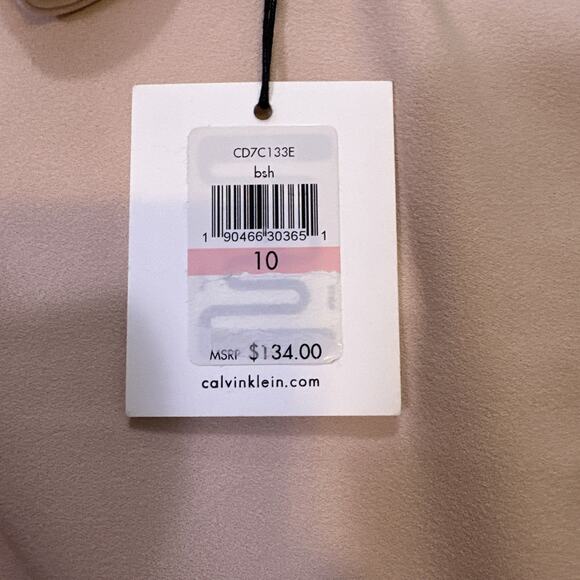 CD7C133E
bsh
1 90466 30365 1
10
MSRP $134.00
calvinklein.com